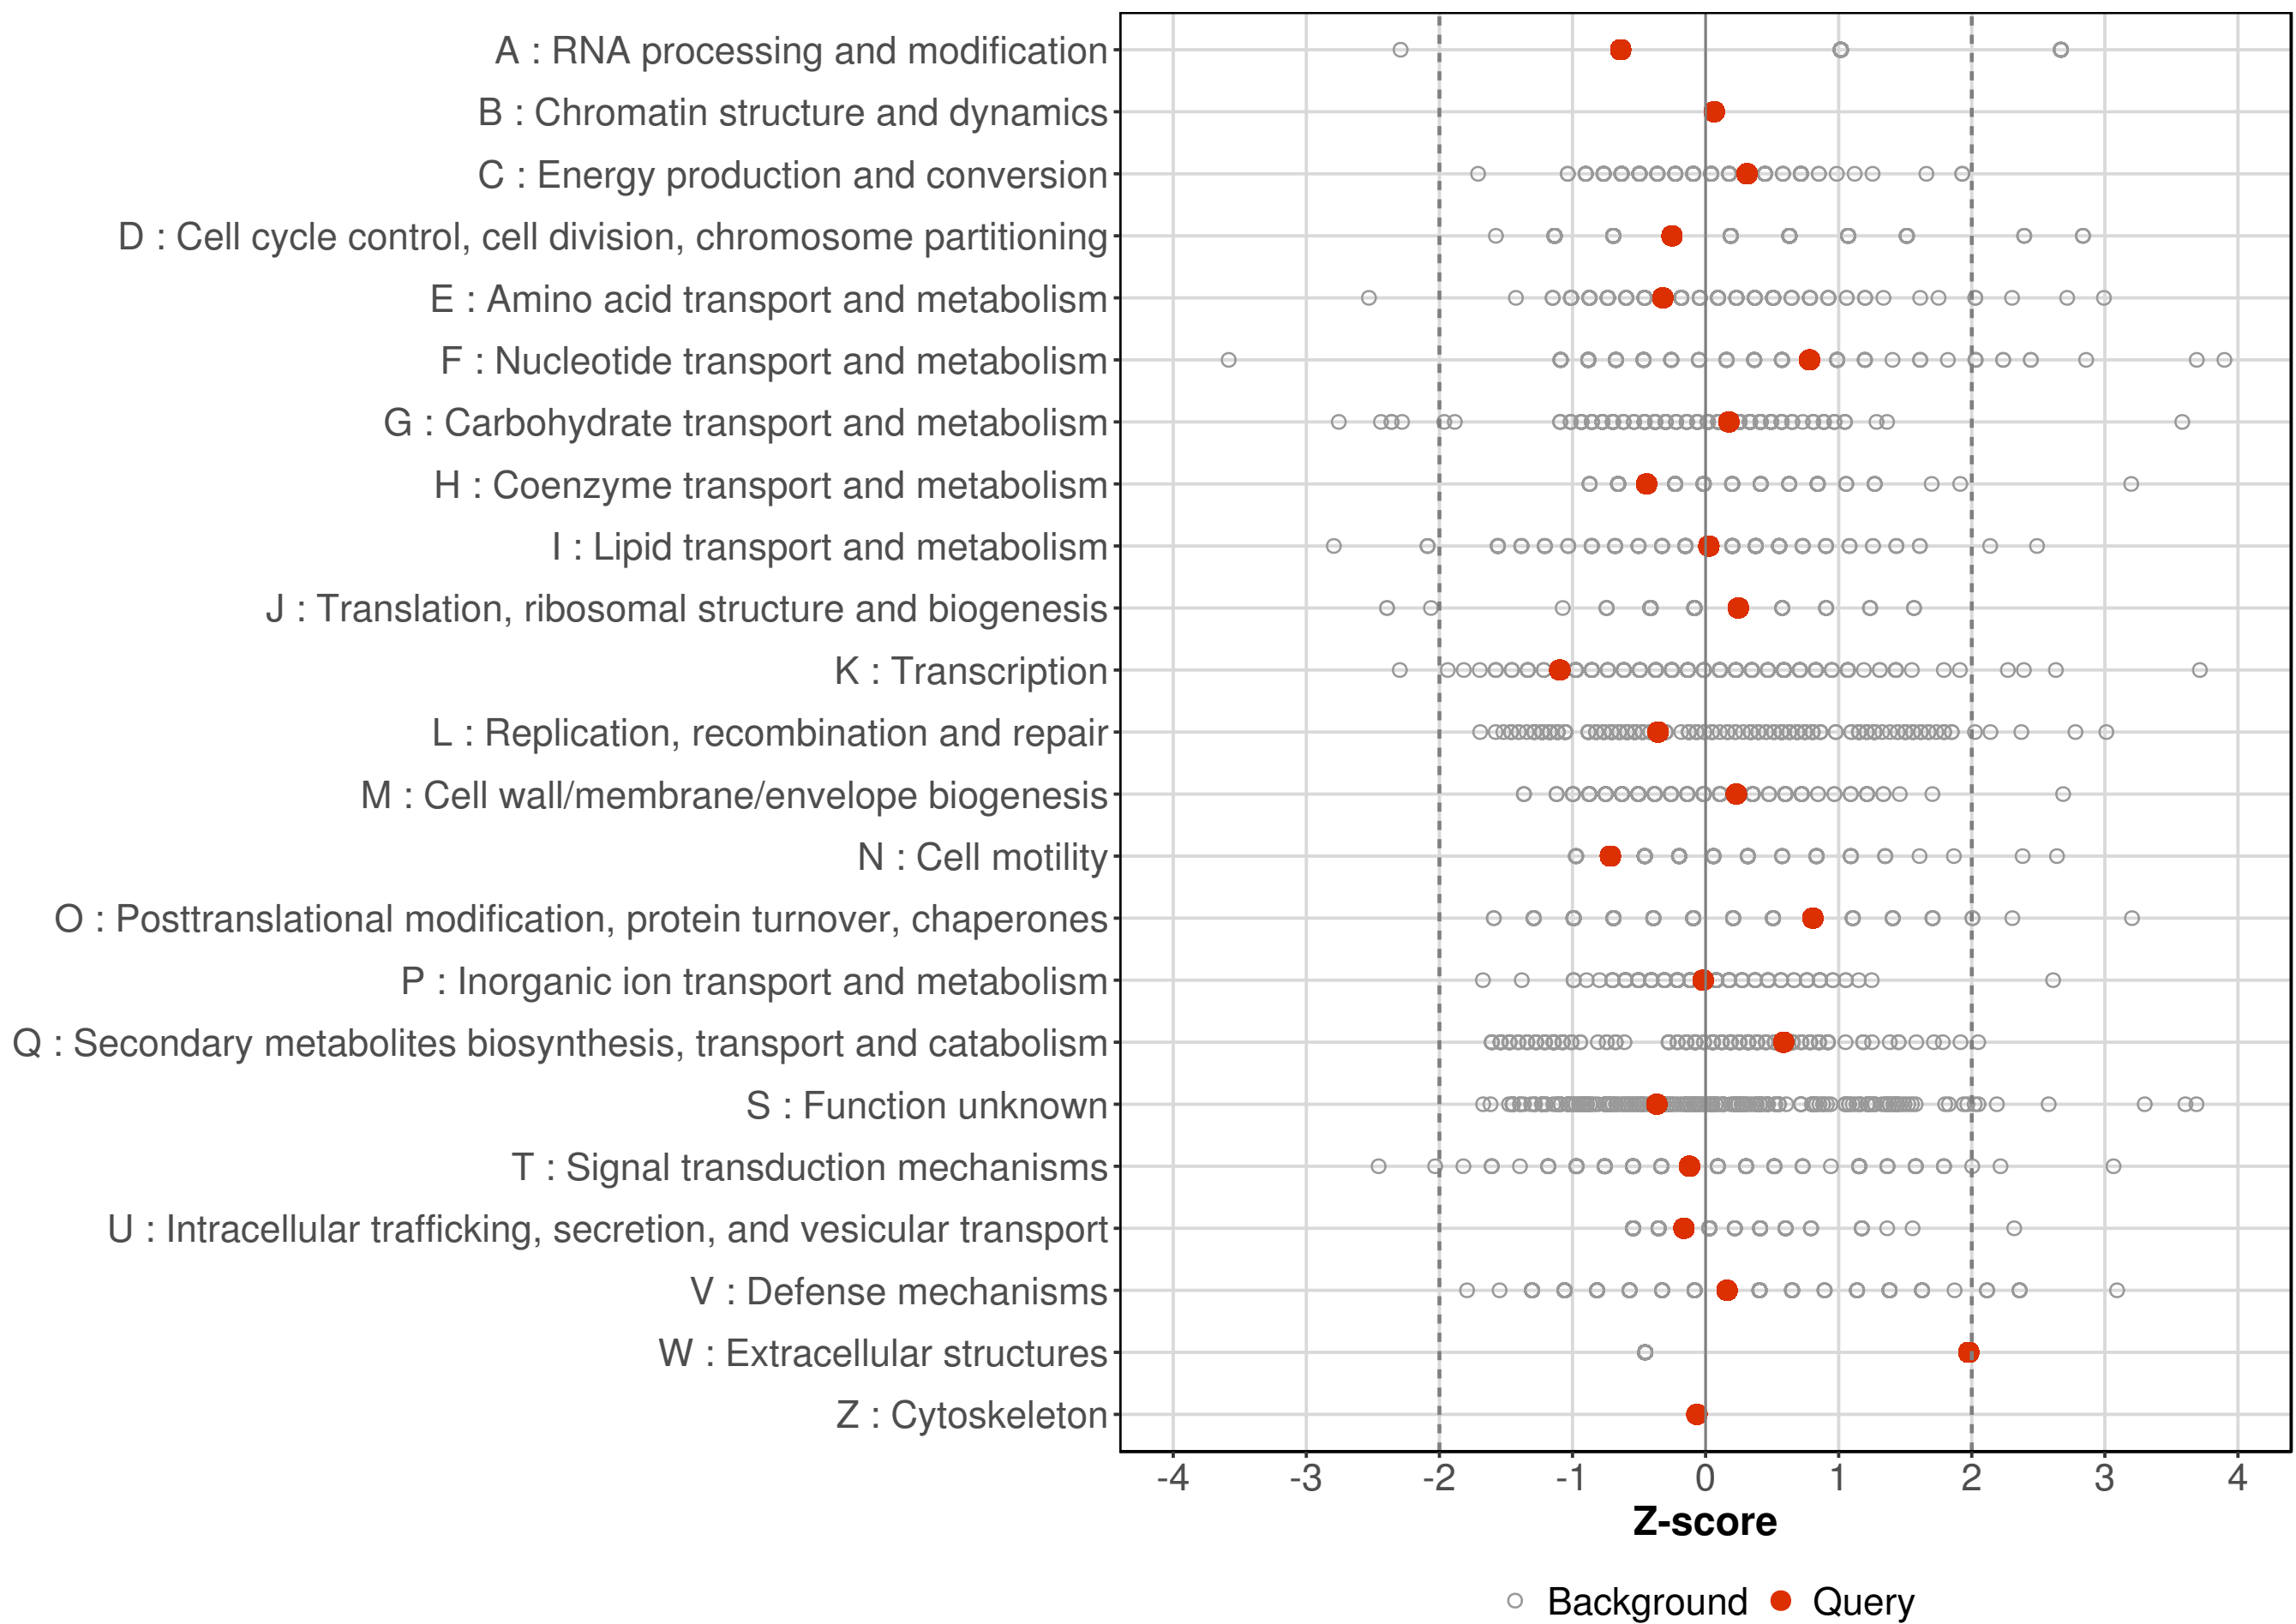 A : RNA processing and modification
B : Chromatin structure and dynamics
C : Energy production and conversion
D : Cell cycle control, cell division, chromosome partitioning
E : Amino acid transport and metabolism
F : Nucleotide transport and metabolism
G : Carbohydrate transport and metabolism
H : Coenzyme transport and metabolism
I : Lipid transport and metabolism
J : Translation, ribosomal structure and biogenesis
K : Transcription
L : Replication, recombination and repair
M : Cell wall/membrane/envelope biogenesis
N : Cell motility
O : Posttranslational modification, protein turnover, chaperones
P : Inorganic ion transport and metabolism
Q : Secondary metabolites biosynthesis, transport and catabolism
S : Function unknown
T : Signal transduction mechanisms
U : Intracellular trafficking, secretion, and vesicular transport
V : Defense mechanisms
W : Extracellular structures
Z : Cytoskeleton
-4 -3 -2 -1 0 1 2 3 4
Z-score
Background Query